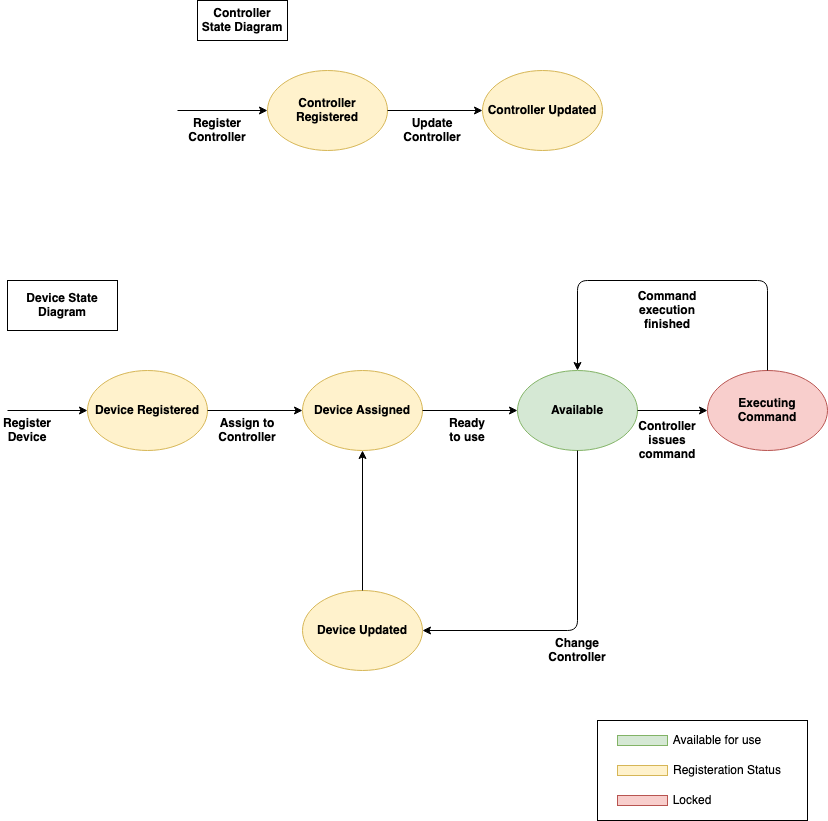 Controller
State Diagram
Controller
Registered
Controller Updated
Register
Controller
Update
Controller
Device State
Diagram
Command
execution
finished
Device Registered
Device Assigned
Available
Executing
Command
Register
Device
Assign to
Controller
Ready
to use
Controller
issues
command
Device Updated
Change
Controller
Available for use
Registeration Status
Locked